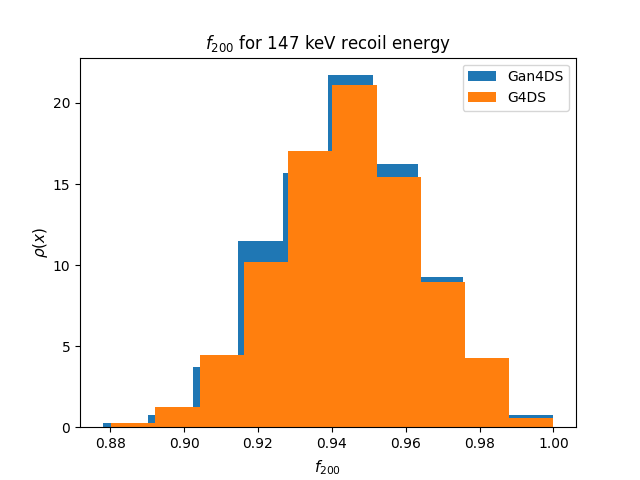 f₂₀₀ for 147 keV recoil energy
Gan4DS
G4DS
ρ(x)
20
15
10
5
0
0.88 0.90 0.92 0.94 0.96 0.98 1.00
f₂₀₀